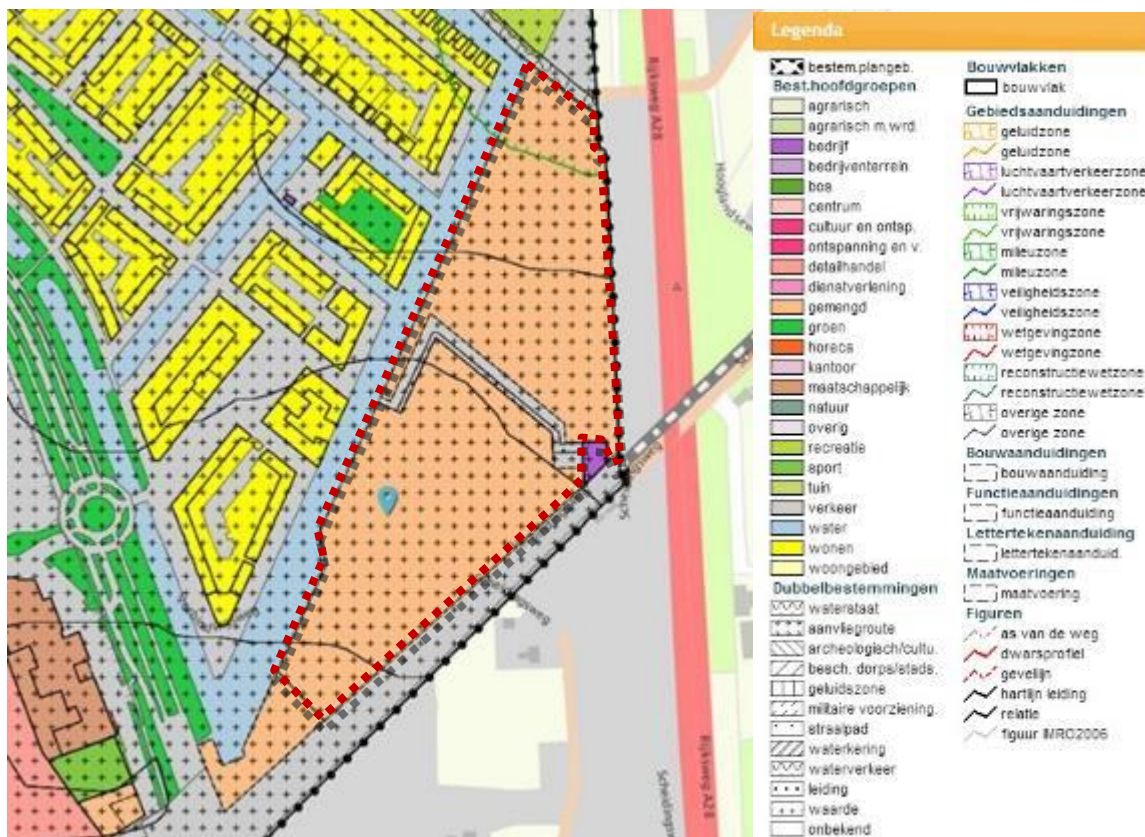 Rijksweg A28
Rijksweg A28
Legenda
bestem.plangeb.
Best.hoofdgroepen
agrarisch
agrarisch m.wrd.
bedrijf
bedrijventerrein
bos
centrum
cultuur en ontsp.
ontspanning en v.
detailhandel
dienstverlening
gemengd
groen
horeca
kantoor
maatschappelijk
natuur
overig
recreatie
sport
tuin
verkeer
water
wonen
woongebied
Dubbelbestemmingen
waterstaat
aanvliegroute
archeologisch/cultu.
besch. dorps/stads.
geluidszone
militaire voorziening.
straalpad
waterkering
waterverkeer
leiding
waarde
onbekend
Bouwvlakken
bouwvlak
Gebiedsaanduidingen
geluidzone
geluidzone
luchtvaartverkeerzone
luchtvaartverkeerzone
vrijwaringszone
vrijwaringszone
milieuzone
milieuzone
veiligheidszone
veiligheidszone
wetgevingzone
wetgevingzone
reconstructiewetzone
reconstructiewetzone
overige zone
overige zone
Bouwaanduidingen
bouwaanduiding
Functieaanduidingen
functieaanduiding
Lettertekenaanduiding
lettertekenaanduid.
Maatvoeringen
maatvoering
Figuren
as van de weg
dwarsprofiel
gevellijn
hartlijn leiding
relatie
figuur IMRO2006